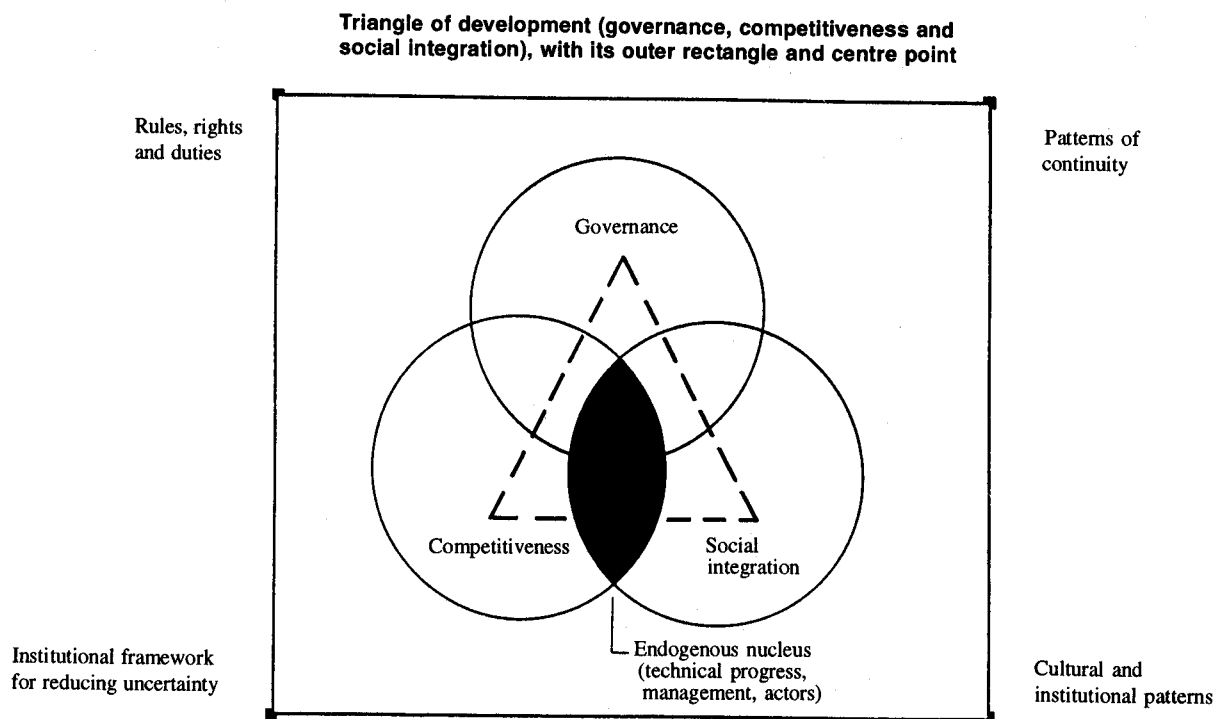 Triangle of development (governance, competitiveness and
social integration), with its outer rectangle and centre point
Rules, rights
and duties
Patterns of
continuity
Governance
Competitiveness
Social
integration
Endogenous nucleus
(technical progress,
management, actors)
Institutional framework
for reducing uncertainty
Cultural and
institutional patterns